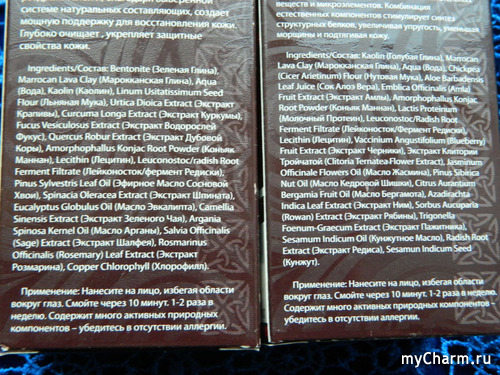 системе натуральных составляющих, создает
мощную поддержку для восстановления кожи.
Глубоко очищает , укрепляет защитные
свойства кожи.
Ingredients/Состав: Bentonite (Зеленая Глина),
Marrocan Lava Clay (Марокканская Глина), Aqua
(Вода), Kaolin (Каолин), Linum Usitatissimum Seed
Flour (Льняная Мука), Urtica Dioica Extract (Экстракт
Крапивы), Curcuma Longa Extract (Экстракт Куркумы),
Fucus Vesiculosus Extract (Экстракт Водорослей
Фукус), Quercus Robur Extract (Экстракт Дубовой
Коры), Amorphophallus Konjac Root Powder (Коньяк
Маннан), Lecithin (Лецитин), Leuconostoc/radish Root
Ferment Filtrate (Лейконосток/фермент Редиски),
Pinus Sylvestris Leaf Oil (Эфирное Масло Сосновой
Хвои), Spinacia Oleracea Extract (Экстракт Шпината),
Eucalyptus Globulus Oil (Масло Эвкалипта), Camellia
Sinensis Extract (Экстракт Зеленого Чая), Argania
Spinosa Kernel Oil (Масло Арганы), Salvia Officinalis
(Sage) Extract (Экстракт Шалфея), Rosmarinus
Officinalis (Rosemary) Leaf Extract (Экстракт
Розмарина), Copper Chlorophyll (Хлорофилл).
Применение: Нанесите на лицо, избегая области
вокруг глаз. Смойте через 10 минут. 1-2 раза в
неделю. Содержит много активных природных
компонентов – убедитесь в отсутствии аллергии.
веществ и микроэлементов. Комбинация
естественных компонентов стимулирует синтез
структурных белков, увеличивая упругость, уменьшая
морщины и подтягивая кожу.
Ingredients/Состав: Kaolin (Голубая Глина), Marrocan
Lava Clay (Марокканская Глина), Aqua (Вода), Chickpea
(Cicer Arietinum) Flour (Нутовая Мука), Aloe Barbadensis
Leaf Juice (Сок Алоэ Вера), Emblica Officinalis (Amla)
Fruit Extract (Экстракт Амлы), Amorphophallus Konjac
Root Powder (Коньяк Маннан), Lactis Proteinum
(Молочный Протеин), Leuconostoc/Radish Root
Ferment Filtrate (Лейконосток/Фермент Редиски),
Lecithin (Лецитин), Vaccinium Angustifolium (Blueberry)
Fruit Extract (Экстракт Черники), Экстракт Клитории
Тройчатой (Clitoria Ternatea-Flower Extract), Jasminum
Officinale Flowers Oil (Масло Жасмина), Pinus Sibirica
Nut Oil (Масло Кедровой Шишки), Citrus Aurantium
Bergamia Fruit Oil (Масло Бергамота), Azadirachta-
Indica Leaf Extract (Экстракт Ним), Sorbus Aucuparia
(Rowan) Extract (Экстракт Рябины), Trigonella
Foenum-Graecum Extract (Экстракт Пажитника),
Sesamum Indicum Oil (Кунжутное Масло), Radish Root
Extract (Экстракт Редиса), Sesamum Indicum Seed
(Кунжут).
Применение: Нанесите на лицо, избегая области
вокруг глаз. Смойте через 10 минут. 1-2 раза в неделю.
Содержит много активных природных компонентов –
убедитесь в отсутствии аллергии.
myCharm.ru